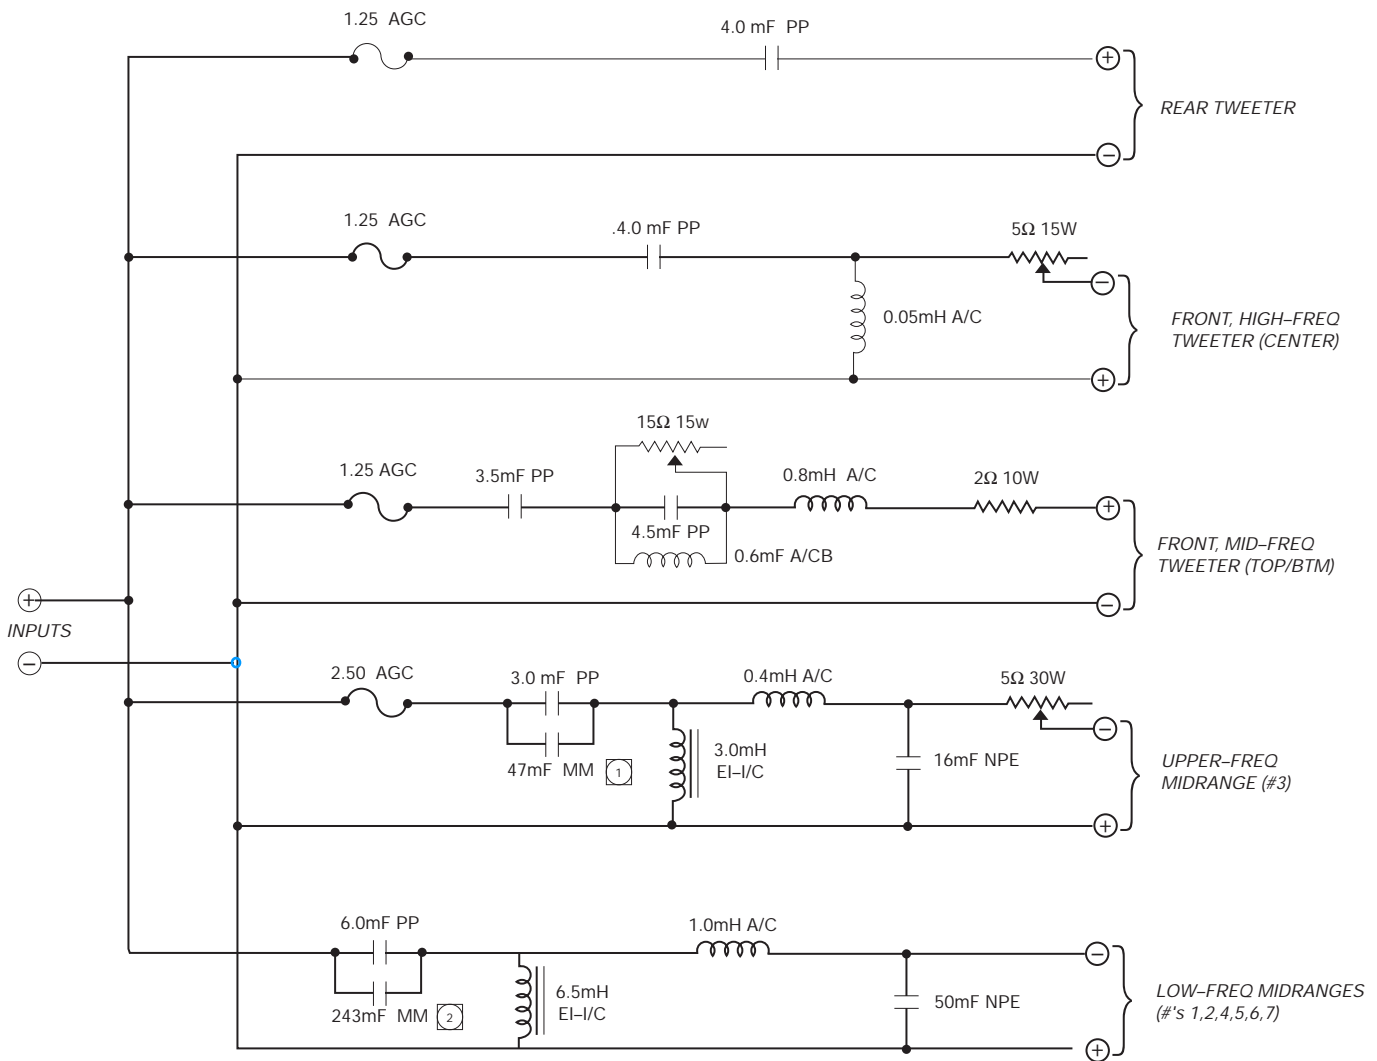 1.25 AGC
4.0 mF PP
+
REAR TWEETER
−
1.25 AGC
.4.0 mF PP
5Ω 15W
−
0.05mH A/C
FRONT, HIGH–FREQ
TWEETER (CENTER)
+
15Ω 15w
1.25 AGC
3.5mF PP
0.8mH A/C
2Ω 10W
+
4.5mF PP
0.6mF A/CB
FRONT, MID–FREQ
TWEETER (TOP/BTM)
−
+
INPUTS
−
2.50 AGC
3.0 mF PP
0.4mH A/C
5Ω 30W
−
47mF MM 1
3.0mH
EI–I/C
16mF NPE
UPPER–FREQ
MIDRANGE (#3)
+
6.0mF PP
1.0mH A/C
−
243mF MM 2
6.5mH
EI–I/C
50mF NPE
LOW–FREQ MIDRANGES
(#'s 1,2,4,5,6,7)
+